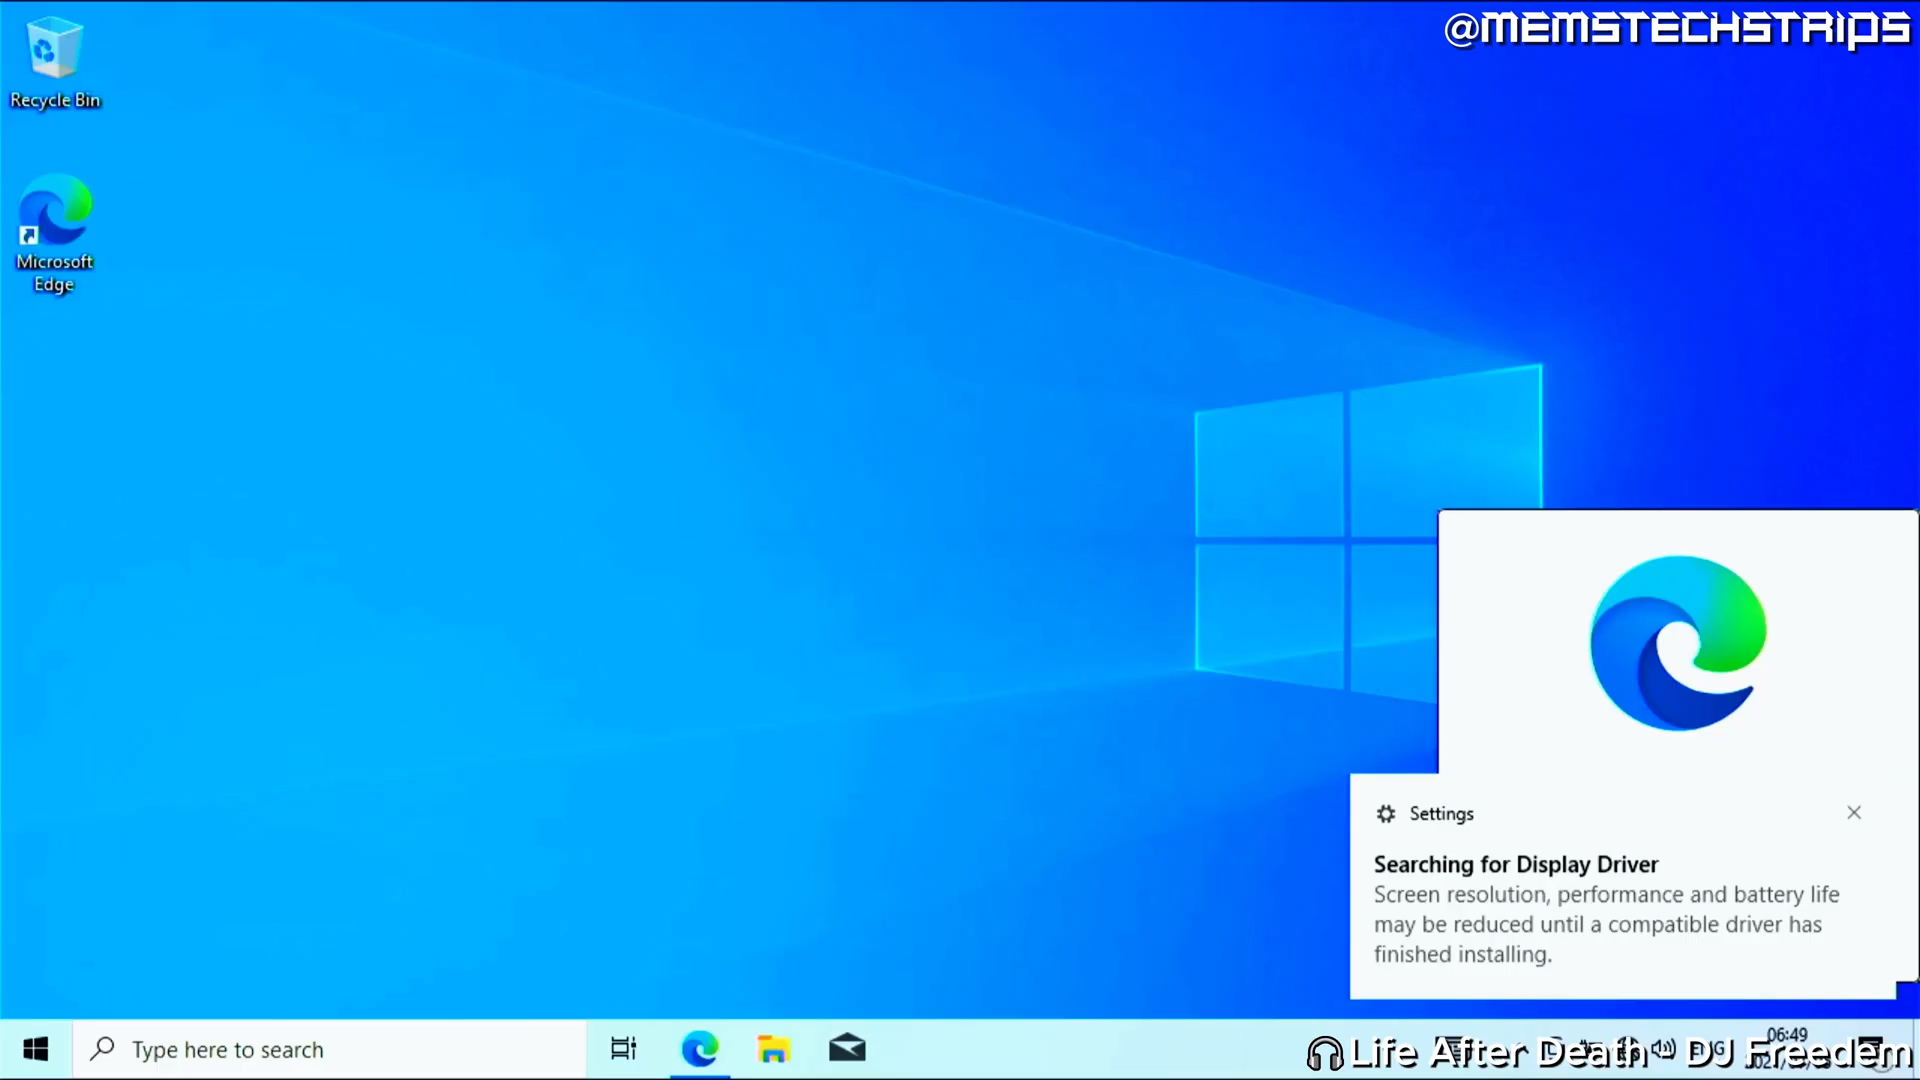 @MEMSTECHSTRIPS
Recycle Bin
Microsoft
Edge
Settings
Searching for Display Driver
Screen resolution, performance and battery life
may be reduced until a compatible driver has
finished installing.
Type here to search
06:49
ENG
Life After Death - DJ Freedem